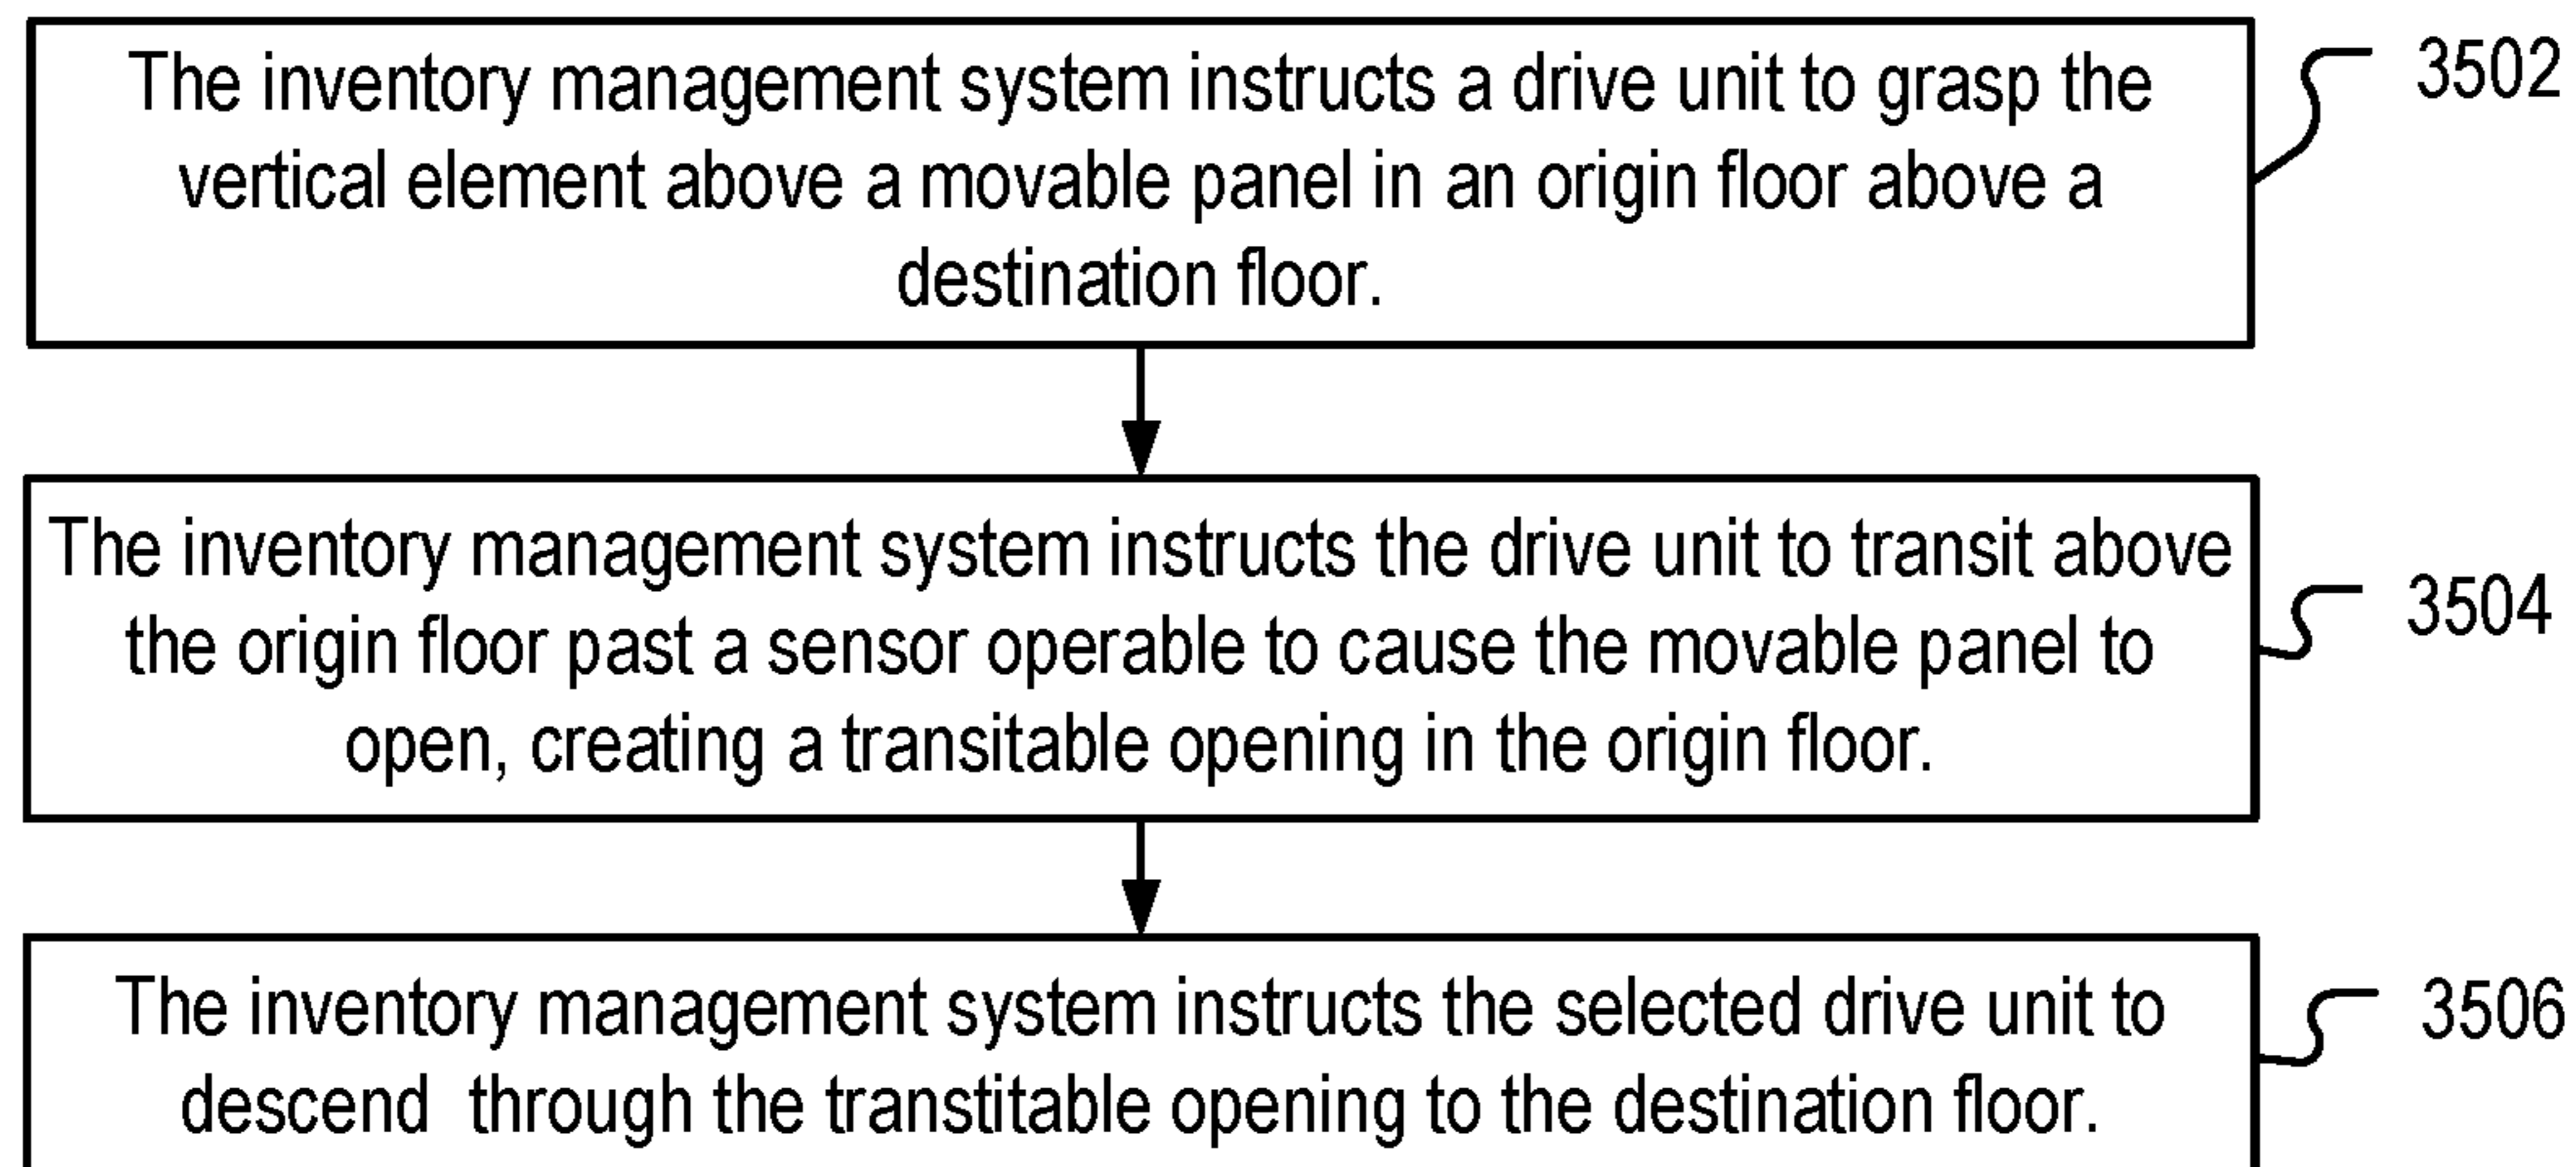 The inventory management system instructs a drive unit to grasp the
vertical element above a movable panel in an origin floor above a
destination floor.
3502
The inventory management system instructs the drive unit to transit above
the origin floor past a sensor operable to cause the movable panel to
open, creating a transitable opening in the origin floor.
3504
The inventory management system instructs the selected drive unit to
descend  through the transtitable opening to the destination floor.
3506